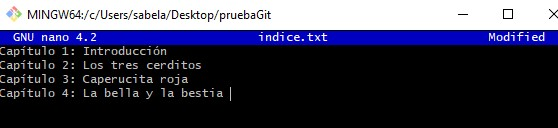 MINGW64:/c/Users/sabela/Desktop/pruebaGit
GNU nano 4.2 indice.txt Modified
Capítulo 1: Introducción
Capítulo 2: Los tres cerditos
Capítulo 3: Caperucita roja
Capítulo 4: La bella y la bestia